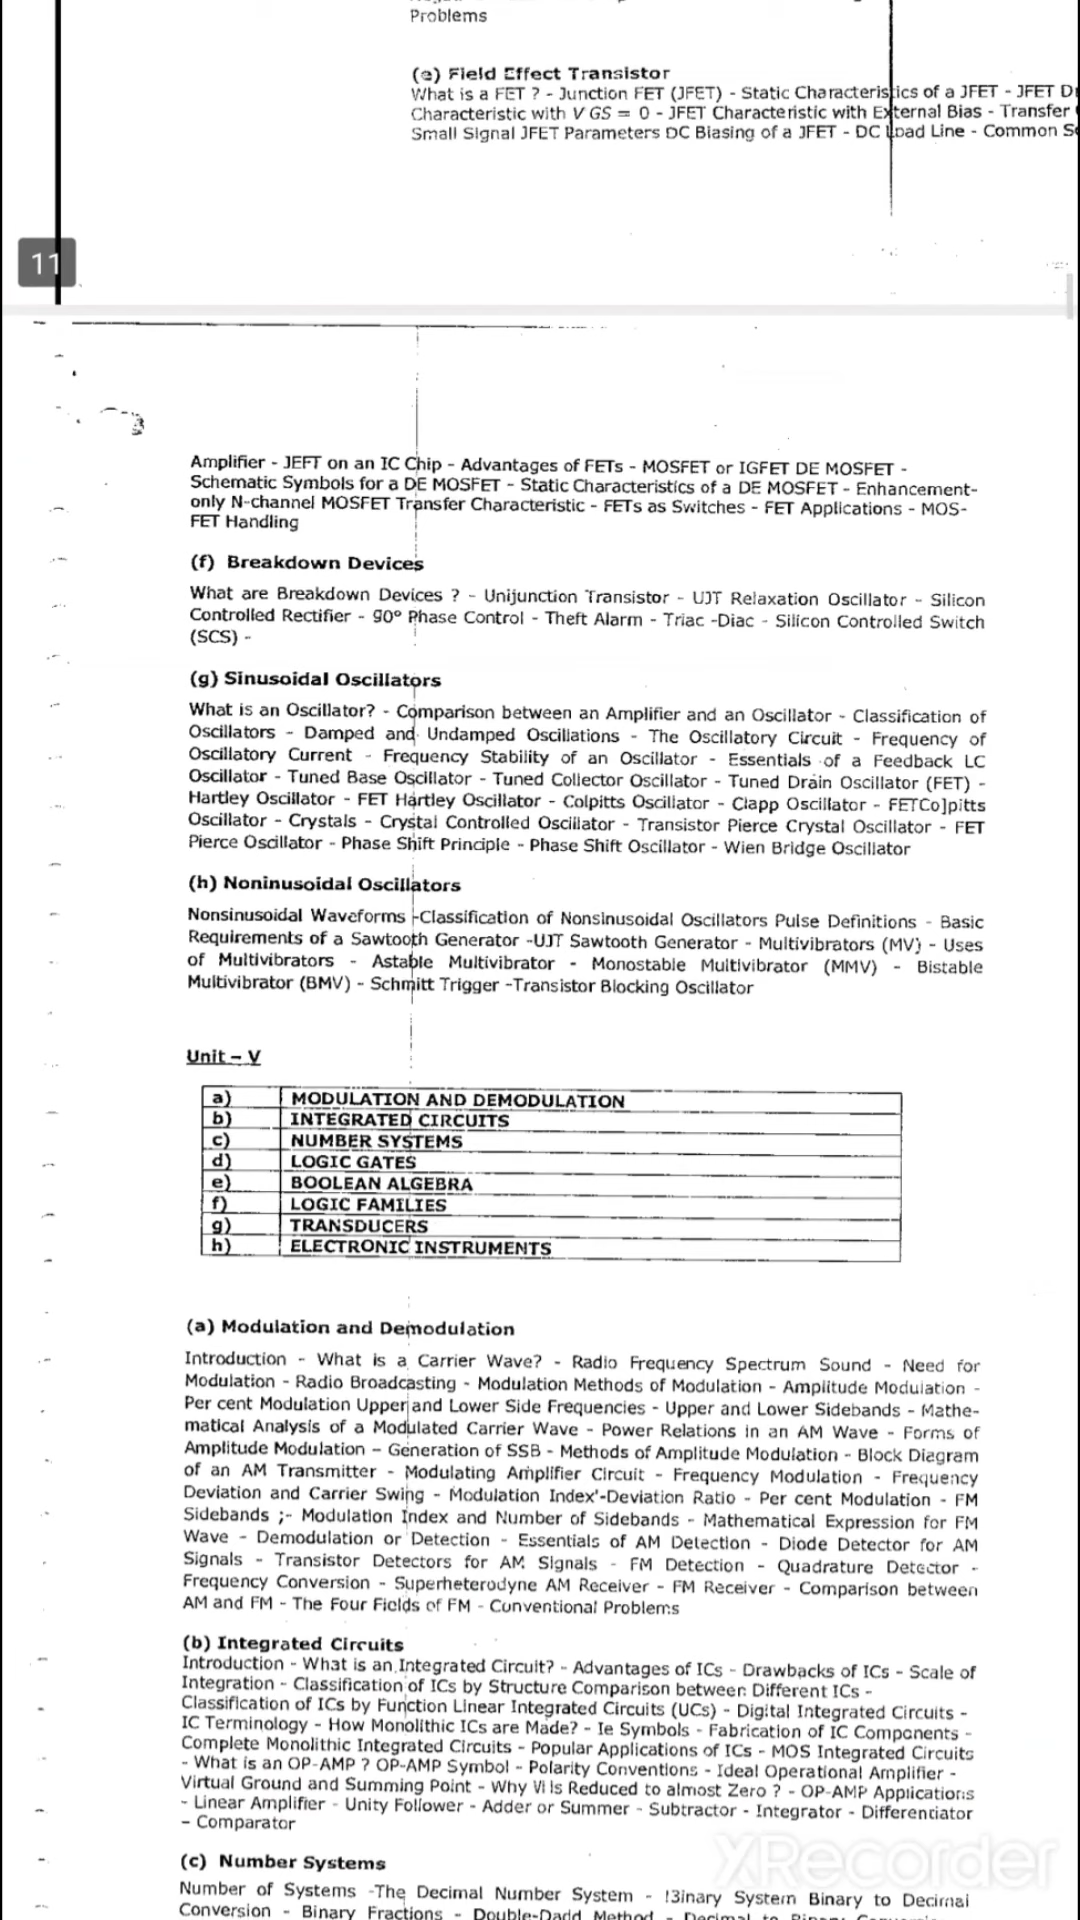 Problems
(e) Field Effect Transistor
What is a FET ? - Junction FET (JFET) - Static Characteristics of a JFET - JFET D
Characteristic with V GS = 0 - JFET Characteristic with External Bias - Transfer
Small Signal JFET Parameters DC Biasing of a JFET - DC Load Line - Common S
11
Amplifier - JEFT on an IC Chip - Advantages of FETs - MOSFET or IGFET DE MOSFET -
Schematic Symbols for a DE MOSFET - Static Characteristics of a DE MOSFET - Enhancement-
only N-channel MOSFET Transfer Characteristic - FETs as Switches - FET Applications - MOS-
FET Handling
(f) Breakdown Devices
What are Breakdown Devices ? - Unijunction Transistor - UJT Relaxation Oscillator - Silicon
Controlled Rectifier - 90° Phase Control - Theft Alarm - Triac -Diac - Silicon Controlled Switch
(SCS) -
(g) Sinusoidal Oscillators
What is an Oscillator? - Comparison between an Amplifier and an Oscillator - Classification of
Oscillators - Damped and Undamped Oscillations - The Oscillatory Circuit - Frequency of
Oscillatory Current - Frequency Stability of an Oscillator - Essentials of a Feedback LC
Oscillator - Tuned Base Oscillator - Tuned Collector Oscillator - Tuned Drain Oscillator (FET) -
Hartley Oscillator - FET Hartley Oscillator - Colpitts Oscillator - Clapp Oscillator - FETCo]pitts
Oscillator - Crystals - Crystal Controlled Oscillator - Transistor Pierce Crystal Oscillator - FET
Pierce Oscillator - Phase Shift Principle - Phase Shift Oscillator - Wien Bridge Oscillator
(h) Noninusoidal Oscillators
Nonsinusoidal Waveforms -Classification of Nonsinusoidal Oscillators Pulse Definitions - Basic
Requirements of a Sawtooth Generator -UJT Sawtooth Generator - Multivibrators (MV) - Uses
of Multivibrators - Astable Multivibrator - Monostable Multivibrator (MMV) - Bistable
Multivibrator (BMV) - Schmitt Trigger -Transistor Blocking Oscillator
Unit – V
a) MODULATION AND DEMODULATION
b) INTEGRATED CIRCUITS
c) NUMBER SYSTEMS
d) LOGIC GATES
e) BOOLEAN ALGEBRA
f) LOGIC FAMILIES
g) TRANSDUCERS
h) ELECTRONIC INSTRUMENTS
(a) Modulation and Demodulation
Introduction - What is a Carrier Wave? - Radio Frequency Spectrum Sound - Need for
Modulation - Radio Broadcasting - Modulation Methods of Modulation - Amplitude Modulation -
Per cent Modulation Upper and Lower Side Frequencies - Upper and Lower Sidebands - Mathe-
matical Analysis of a Modulated Carrier Wave - Power Relations in an AM Wave - Forms of
Amplitude Modulation – Generation of SSB - Methods of Amplitude Modulation - Block Diagram
of an AM Transmitter - Modulating Amplifier Circuit - Frequency Modulation - Frequency
Deviation and Carrier Swing - Modulation Index'-Deviation Ratio - Per cent Modulation - FM
Sidebands ;- Modulation Index and Number of Sidebands - Mathematical Expression for FM
Wave - Demodulation or Detection - Essentials of AM Detection - Diode Detector for AM
Signals - Transistor Detectors for AM Signals - FM Detection - Quadrature Detector -
Frequency Conversion - Superheterodyne AM Receiver - FM Receiver - Comparison between
AM and FM - The Four Fields of FM - Conventional Problems
(b) Integrated Circuits
Introduction - What is an Integrated Circuit? - Advantages of ICs - Drawbacks of ICs - Scale of
Integration - Classification of ICs by Structure Comparison between Different ICs -
Classification of ICs by Function Linear Integrated Circuits (UCs) - Digital Integrated Circuits -
IC Terminology - How Monolithic ICs are Made? - Ie Symbols - Fabrication of IC Components -
Complete Monolithic Integrated Circuits - Popular Applications of ICs - MOS Integrated Circuits
- What is an OP-AMP ? OP-AMP Symbol - Polarity Conventions - Ideal Operational Amplifier -
Virtual Ground and Summing Point - Why Vi Is Reduced to almost Zero ? - OP-AMP Applications
- Linear Amplifier - Unity Follower - Adder or Summer - Subtractor - Integrator - Differentiator
– Comparator
(c) Number Systems
Number of Systems -The Decimal Number System - !3inary System Binary to Decimal
Conversion - Binary Fractions - Double-Dadd Method - Decimal to Binary
XRecorder